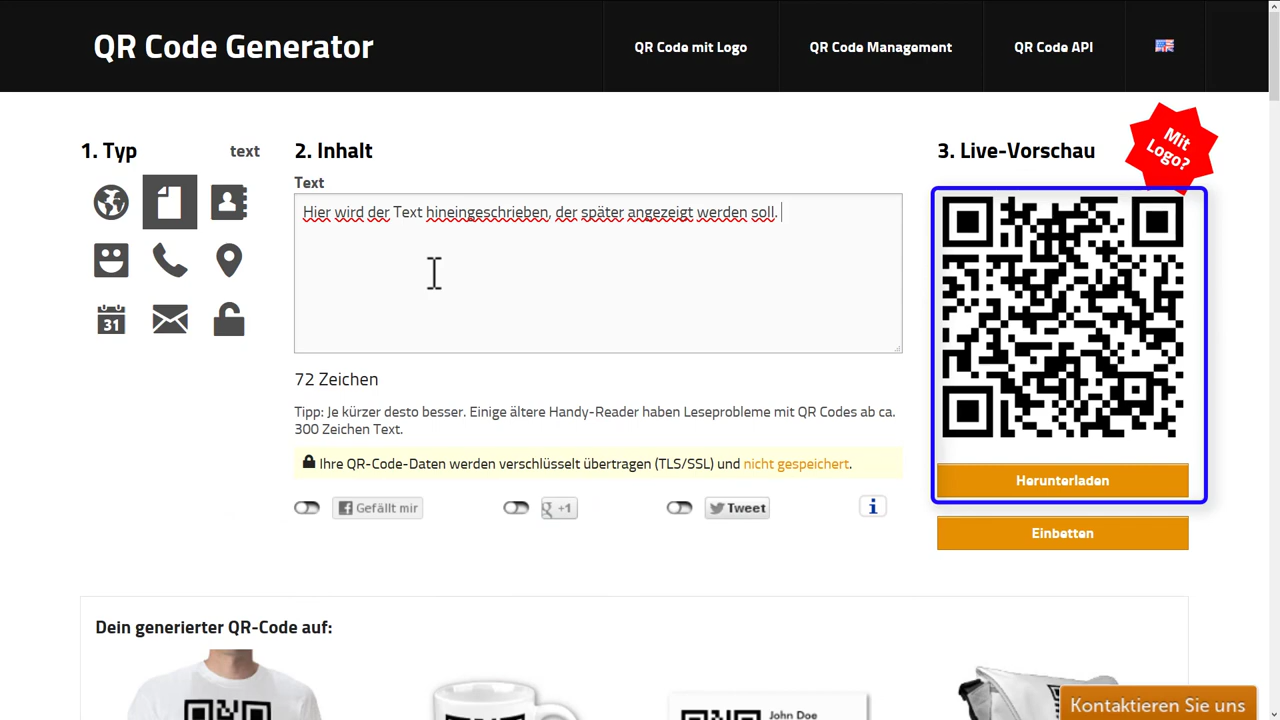 QR Code Generator
QR Code mit Logo
QR Code Management
QR Code API
1. Typ
text
2. Inhalt
3. Live-Vorschau
Mit
Logo?
Text
Hier wird der Text hineingeschrieben, der später angezeigt werden soll.
31
72 Zeichen
Tipp: Je kürzer desto besser. Einige ältere Handy-Reader haben Leseprobleme mit QR Codes ab ca.
300 Zeichen Text.
Ihre QR-Code-Daten werden verschlüsselt übertragen (TLS/SSL) und nicht gespeichert.
Gefällt mir
g +1
Tweet
i
Herunterladen
Einbetten
Dein generierter QR-Code auf:
John Doe
Kontaktieren Sie uns